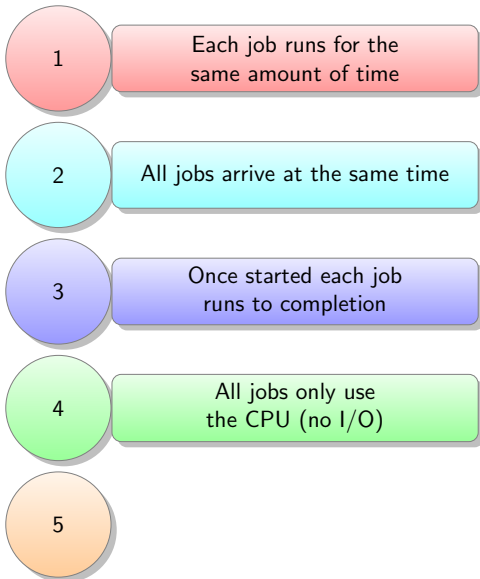 1
Each job runs for the
same amount of time
2
All jobs arrive at the same time
3
Once started each job
runs to completion
4
All jobs only use
the CPU (no I/O)
5